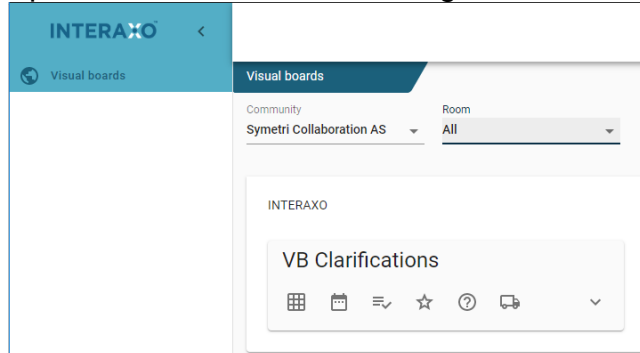 INTERAXO
Visual boards
Visual boards
Community
Room
Symetri Collaboration AS
All
INTERAXO
VB Clarifications